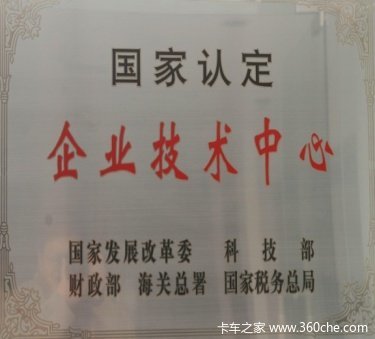 国家认定
企业技术中心
国家发展改革委 科技部
财政部 海关总署 国家税务总局
卡车之家 www.360che.com